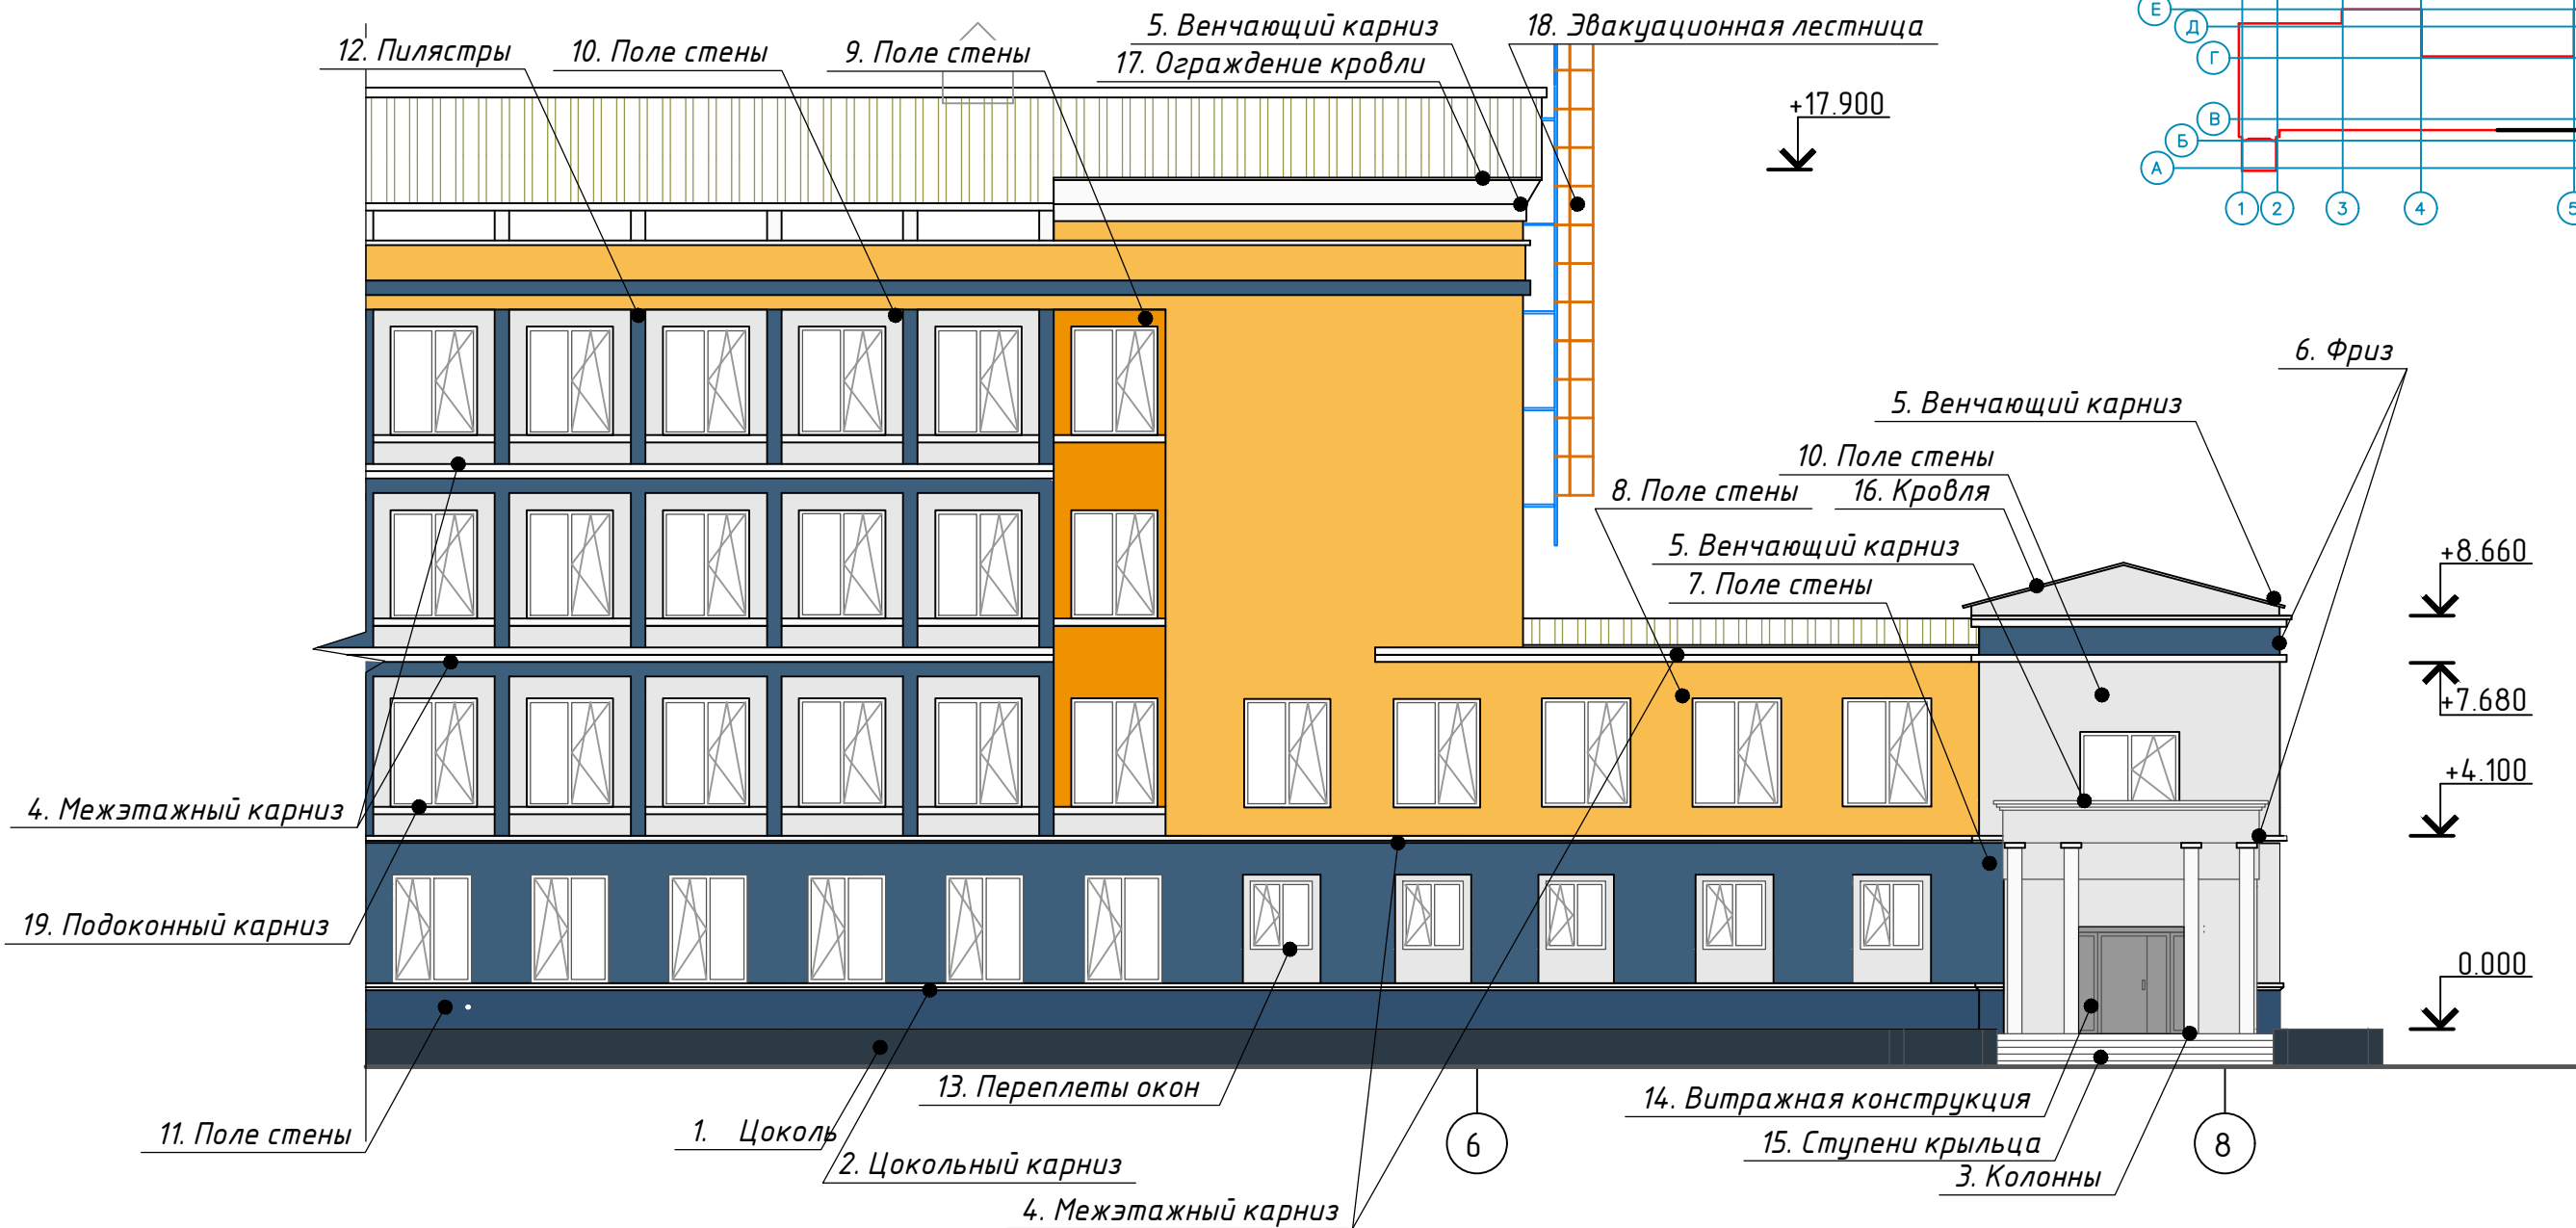 5. Венчающий карниз
18. Эвакуационная лестница
12. Пилястры
10. Поле стены
9. Поле стены
17. Ограждение кровли
+17.900
Е
Д
Г
В
Б
А
1
2
3
4
6. Фриз
5. Венчающий карниз
10. Поле стены
8. Поле стены
16. Кровля
5. Венчающий карниз
7. Поле стены
+8.660
+7.680
+4.100
0.000
4. Межэтажный карниз
19. Подоконный карниз
13. Переплеты окон
14. Витражная конструкция
11. Поле стены
1. Цоколь
6
15. Ступени крыльца
8
2. Цокольный карниз
3. Колонны
4. Межэтажный карниз